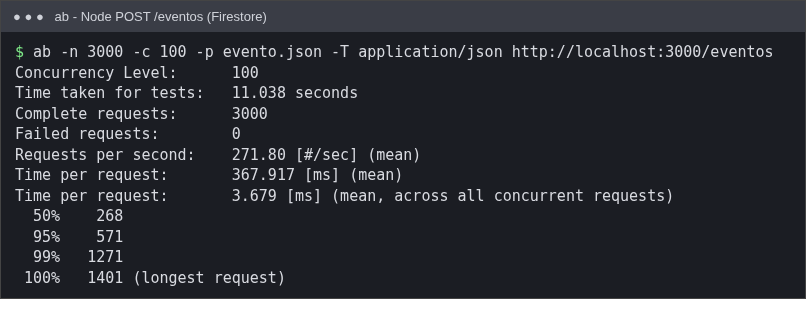 ab - Node POST /eventos (Firestore)
$ ab -n 3000 -c 100 -p evento.json -T application/json http://localhost:3000/eventos
Concurrency Level:      100
Time taken for tests:   11.038 seconds
Complete requests:      3000
Failed requests:        0
Requests per second:    271.80 [#/sec] (mean)
Time per request:       367.917 [ms] (mean)
Time per request:       3.679 [ms] (mean, across all concurrent requests)
  50%    268
  95%    571
  99%   1271
 100%   1401 (longest request)